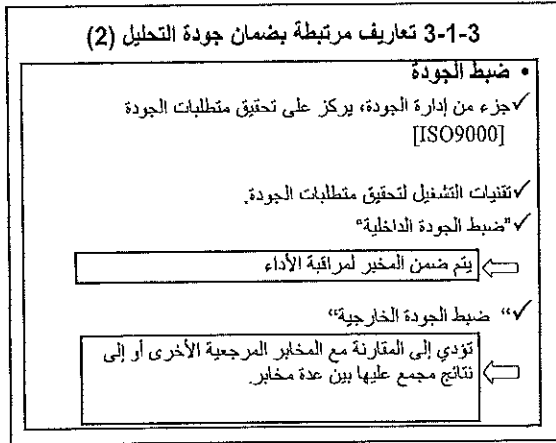 3-1-3 تعاريف مرتبطة بضمان جودة التحليل (2)
• ضبط الجودة
✓جزء من إدارة الجودة، يركز على تحقيق متطلبات الجودة
[ISO9000]
✓تقنيات التشغيل لتحقيق متطلبات الجودة.
✓"ضبط الجودة الداخلية"
يتم ضمن المخبر لمراقبة الأداء
✓“ ضبط الجودة الخارجية“
تؤدي إلى المقارنة مع المخابر المرجعية الأخرى أو إلى
نتائج مجمع عليها بين عدة مخابر.